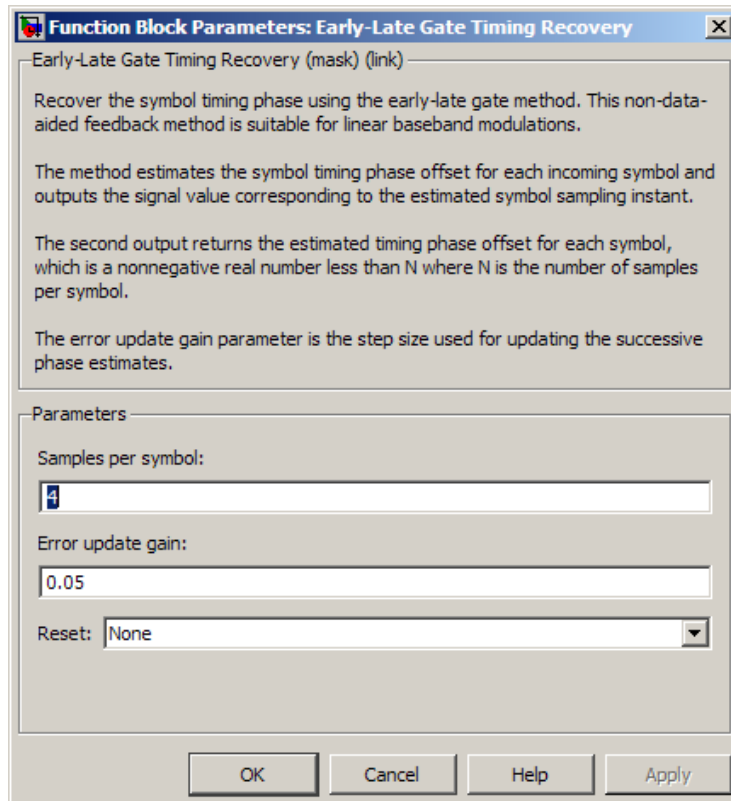 Function Block Parameters: Early-Late Gate Timing Recovery
Early-Late Gate Timing Recovery (mask) (link)
Recover the symbol timing phase using the early-late gate method. This non-data-
aided feedback method is suitable for linear baseband modulations.
The method estimates the symbol timing phase offset for each incoming symbol and
outputs the signal value corresponding to the estimated symbol sampling instant.
The second output returns the estimated timing phase offset for each symbol,
which is a nonnegative real number less than N where N is the number of samples
per symbol.
The error update gain parameter is the step size used for updating the successive
phase estimates.
Parameters
Samples per symbol:
4
Error update gain:
0.05
Reset: None
OK Cancel Help Apply